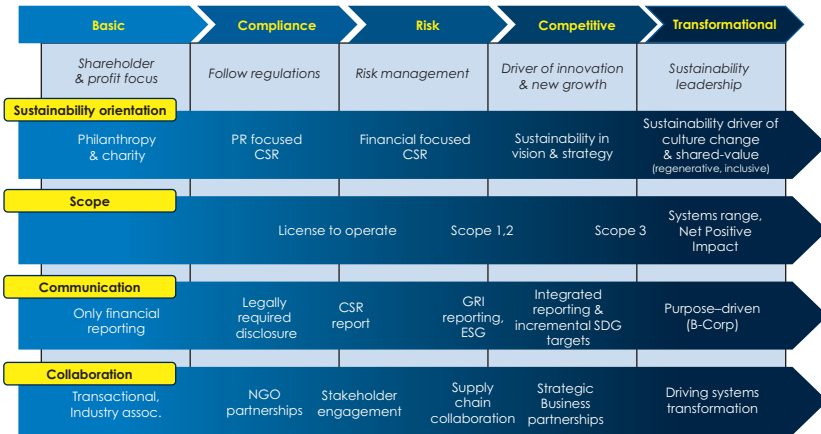 Basic
Compliance
Risk
Competitive
Transformational
Shareholder
& profit focus
Follow regulations
Risk management
Driver of innovation
& new growth
Sustainability
leadership
Sustainability orientation
Philanthropy
& charity
PR focused
CSR
Financial focused
CSR
Sustainability in
vision & strategy
Sustainability driver of
culture change
& shared-value
(regenerative, inclusive)
Scope
License to operate
Scope 1,2
Scope 3
Systems range,
Net Positive
Impact
Communication
Only financial
reporting
Legally
required
disclosure
CSR
report
GRI
reporting,
ESG
Integrated
reporting &
incremental SDG
targets
Purpose–driven
(B-Corp)
Collaboration
Transactional,
Industry assoc.
NGO
partnerships
Stakeholder
engagement
Supply
chain
collaboration
Strategic
Business
partnerships
Driving systems
transformation